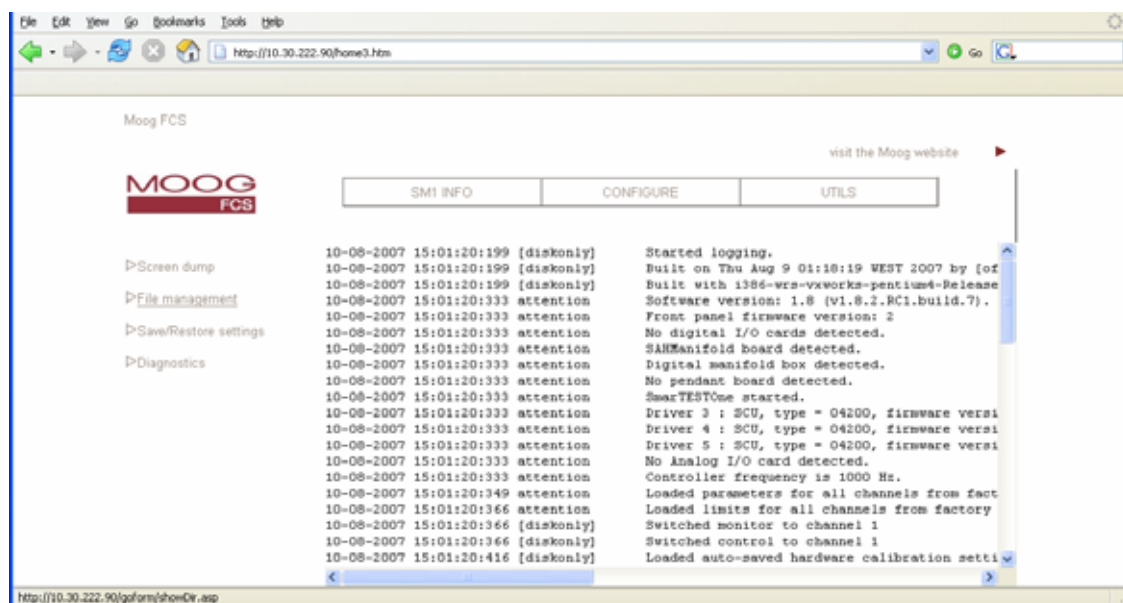 File Edit View Go Bookmarks Tools Help
http://10.30.222.90/home3.htm Go G
Moog FCS
visit the Moog website
MOOG
FCS
SM1 INFO CONFIGURE UTILS
Screen dump
File management
Save/Restore settings
Diagnostics
10-08-2007 15:01:20:199 [diskonly] Started logging.
10-08-2007 15:01:20:199 [diskonly] Built on Thu Aug 9 01:18:19 WEST 2007 by [of
10-08-2007 15:01:20:199 [diskonly] Built with i386-wrs-vxworks-pentium4-Release
10-08-2007 15:01:20:333 attention Software version: 1.8 (v1.8.2.RC1.build.7).
10-08-2007 15:01:20:333 attention Front panel firmware version: 2
10-08-2007 15:01:20:333 attention No digital I/O cards detected.
10-08-2007 15:01:20:333 attention SAHManifold board detected.
10-08-2007 15:01:20:333 attention Digital manifold box detected.
10-08-2007 15:01:20:333 attention No pendant board detected.
10-08-2007 15:01:20:333 attention SmarTESTOne started.
10-08-2007 15:01:20:333 attention Driver 3 : SCU, type = 04200, firmware versi
10-08-2007 15:01:20:333 attention Driver 4 : SCU, type = 04200, firmware versi
10-08-2007 15:01:20:333 attention Driver 5 : SCU, type = 04200, firmware versi
10-08-2007 15:01:20:333 attention No Analog I/O card detected.
10-08-2007 15:01:20:333 attention Controller frequency is 1000 Hz.
10-08-2007 15:01:20:349 attention Loaded parameters for all channels from fact
10-08-2007 15:01:20:366 attention Loaded limits for all channels from factory
10-08-2007 15:01:20:366 [diskonly] Switched monitor to channel 1
10-08-2007 15:01:20:366 [diskonly] Switched control to channel 1
10-08-2007 15:01:20:416 [diskonly] Loaded auto-saved hardware calibration setti
http://10.30.222.90/goform/showDir.asp